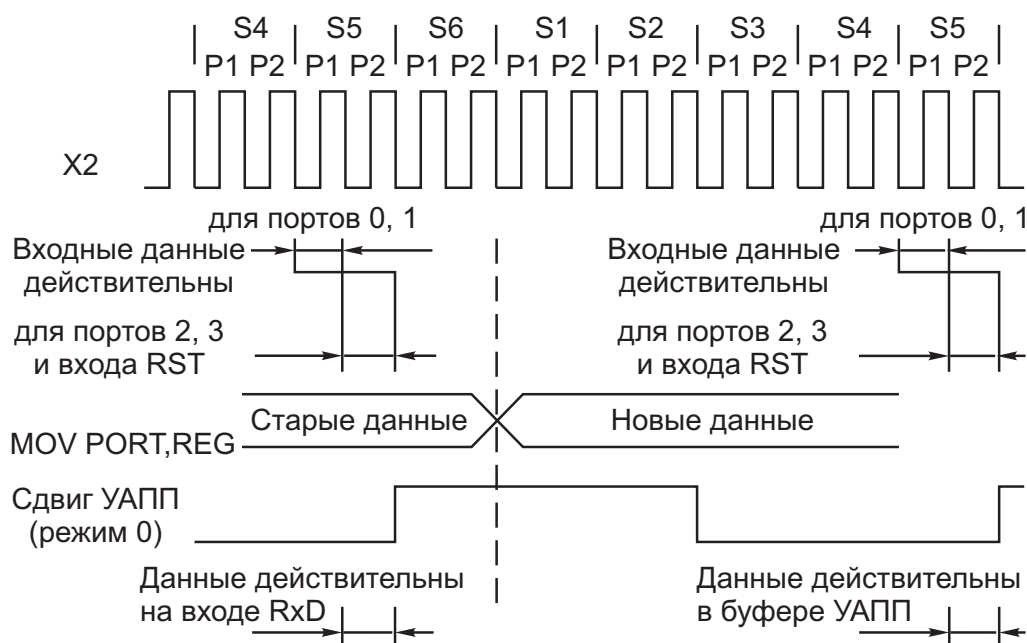 S4 S5 S6 S1 S2 S3 S4 S5
P1 P2 P1 P2 P1 P2 P1 P2 P1 P2 P1 P2 P1 P2 P1 P2
X2
для портов 0, 1
для портов 0, 1
Входные данные
действительны
Входные данные
действительны
для портов 2, 3
и входа RST
для портов 2, 3
и входа RST
Старые данные
Новые данные
MOV PORT,REG
Сдвиг УАПП
(режим 0)
Данные действительны
на входе RxD
Данные действительны
в буфере УАПП